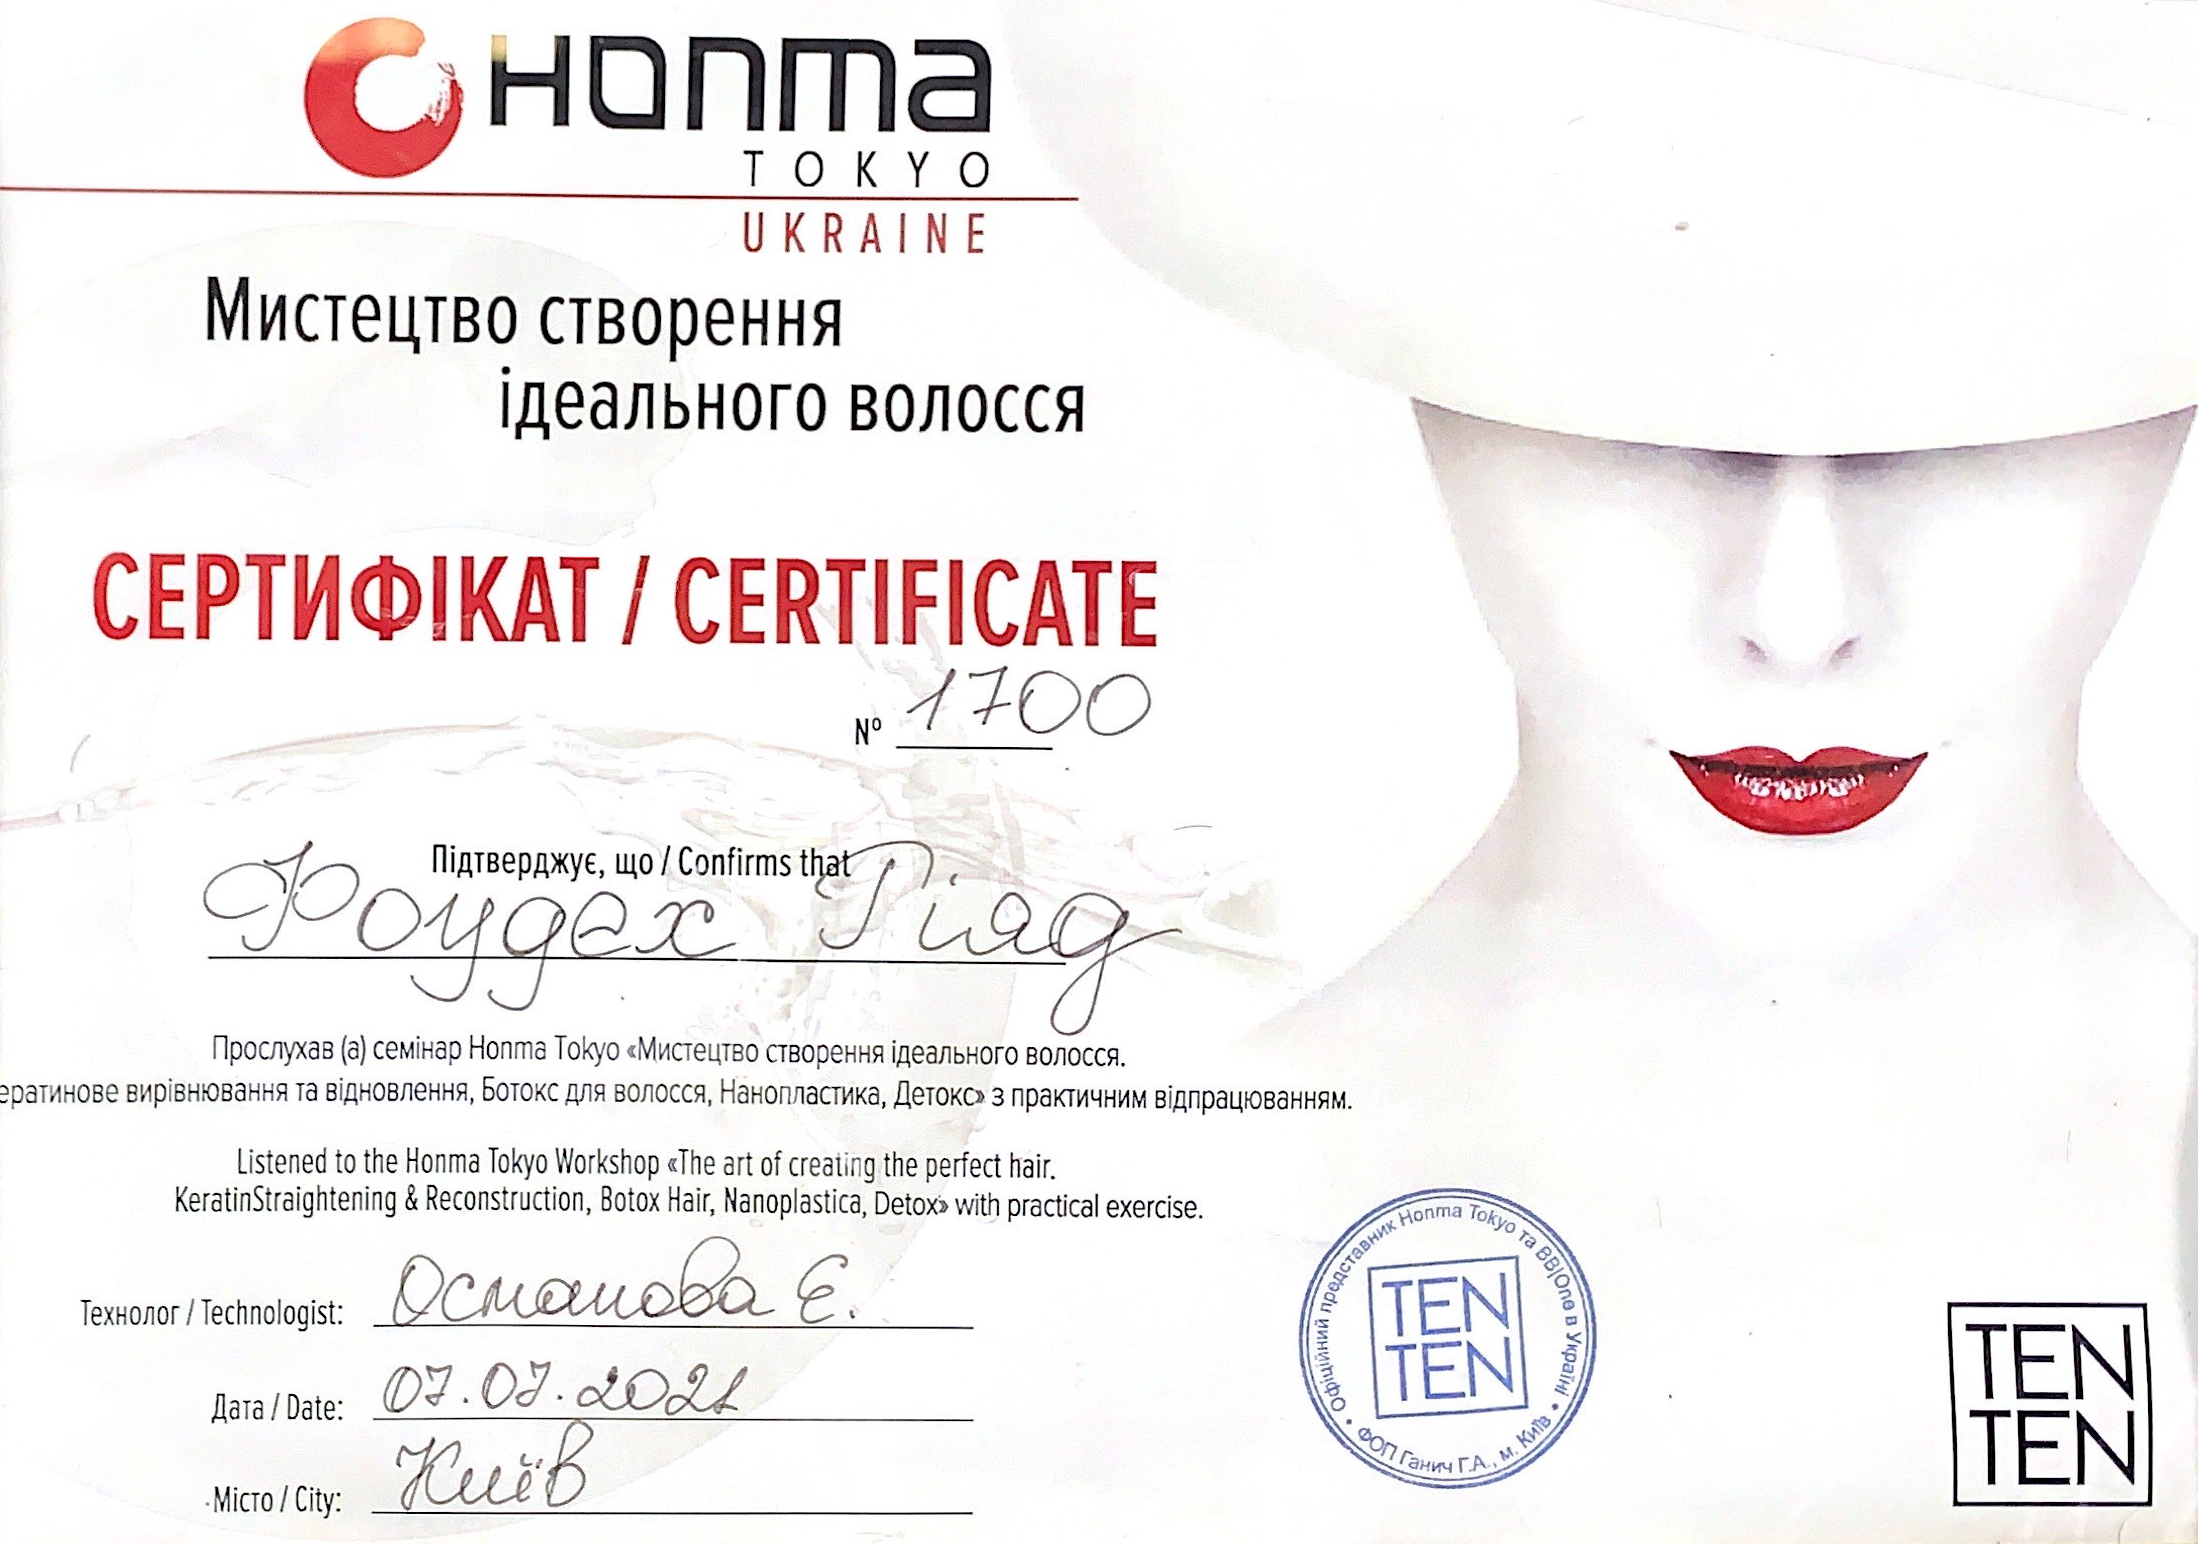 Honma
TOKYO
UKRAINE
Мистецтво створення
ідеального волосся
СЕРТИФІКАТ / CERTIFICATE
№ 1700
Підтверджує, що / Confirms that
Фоудех Гіяд
Прослухав (а) семінар Honma Tokyo «Мистецтво створення ідеального волосся.
ератинове вирівнювання та відновлення, Ботокс для волосся, Нанопластика, Детокс» з практичним відпрацюванням.
Listened to the Honma Tokyo Workshop «The art of creating the perfect hair.
KeratinStraightening & Reconstruction, Botox Hair, Nanoplastica, Detox» with practical exercise.
Технолог / Technologist: Османова Є.
Дата / Date: 07.07.2021
Місто / City: Київ
Офіційний представник Honma Tokyo та BB|One в Україні
TEN
TEN
ФОП Ганич Г.А., м. Київ
TEN
TEN